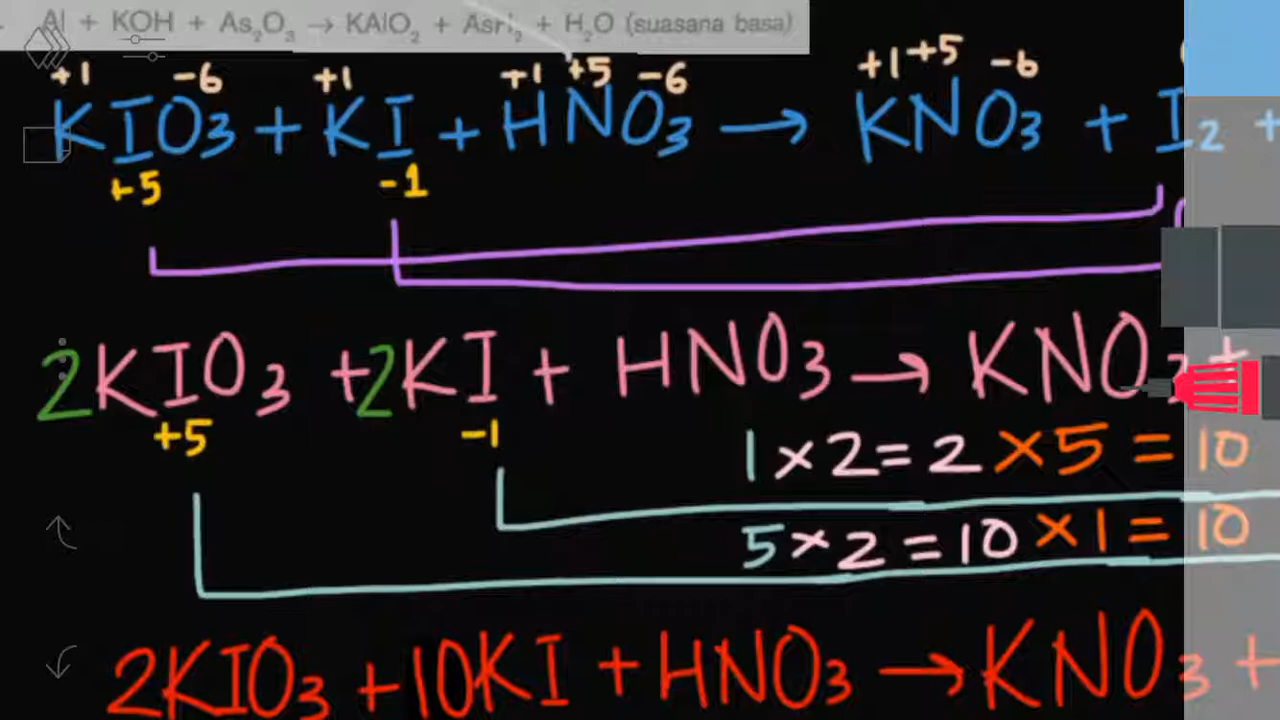 Al + KOH + As₂O₃ → KAlO₂ + AsH₃ + H₂O (suasana basa)
+1 -6 +1 +1 +5 -6 +1 +5 -6
KIO₃ + KI + HNO₃ → KNO₃ + I₂ +
+5 -1
2KIO₃ + 2KI + HNO₃ → KNO₃ +
+5 -1
1 × 2 = 2 × 5 = 10
5 × 2 = 10 × 1 = 10
2KIO₃ + 10KI + HNO₃ → KNO₃ +